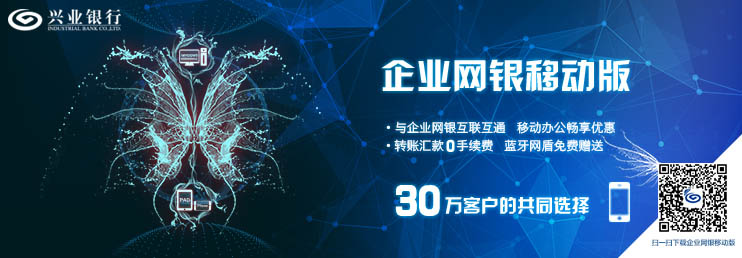 兴业银行
INDUSTRIAL BANK CO.,LTD.
企业网银移动版
·与企业网银互联互通 移动办公畅享优惠
·转账汇款0手续费 蓝牙网盾免费赠送
30万客户的共同选择
PAD
扫一扫下载企业网银移动版